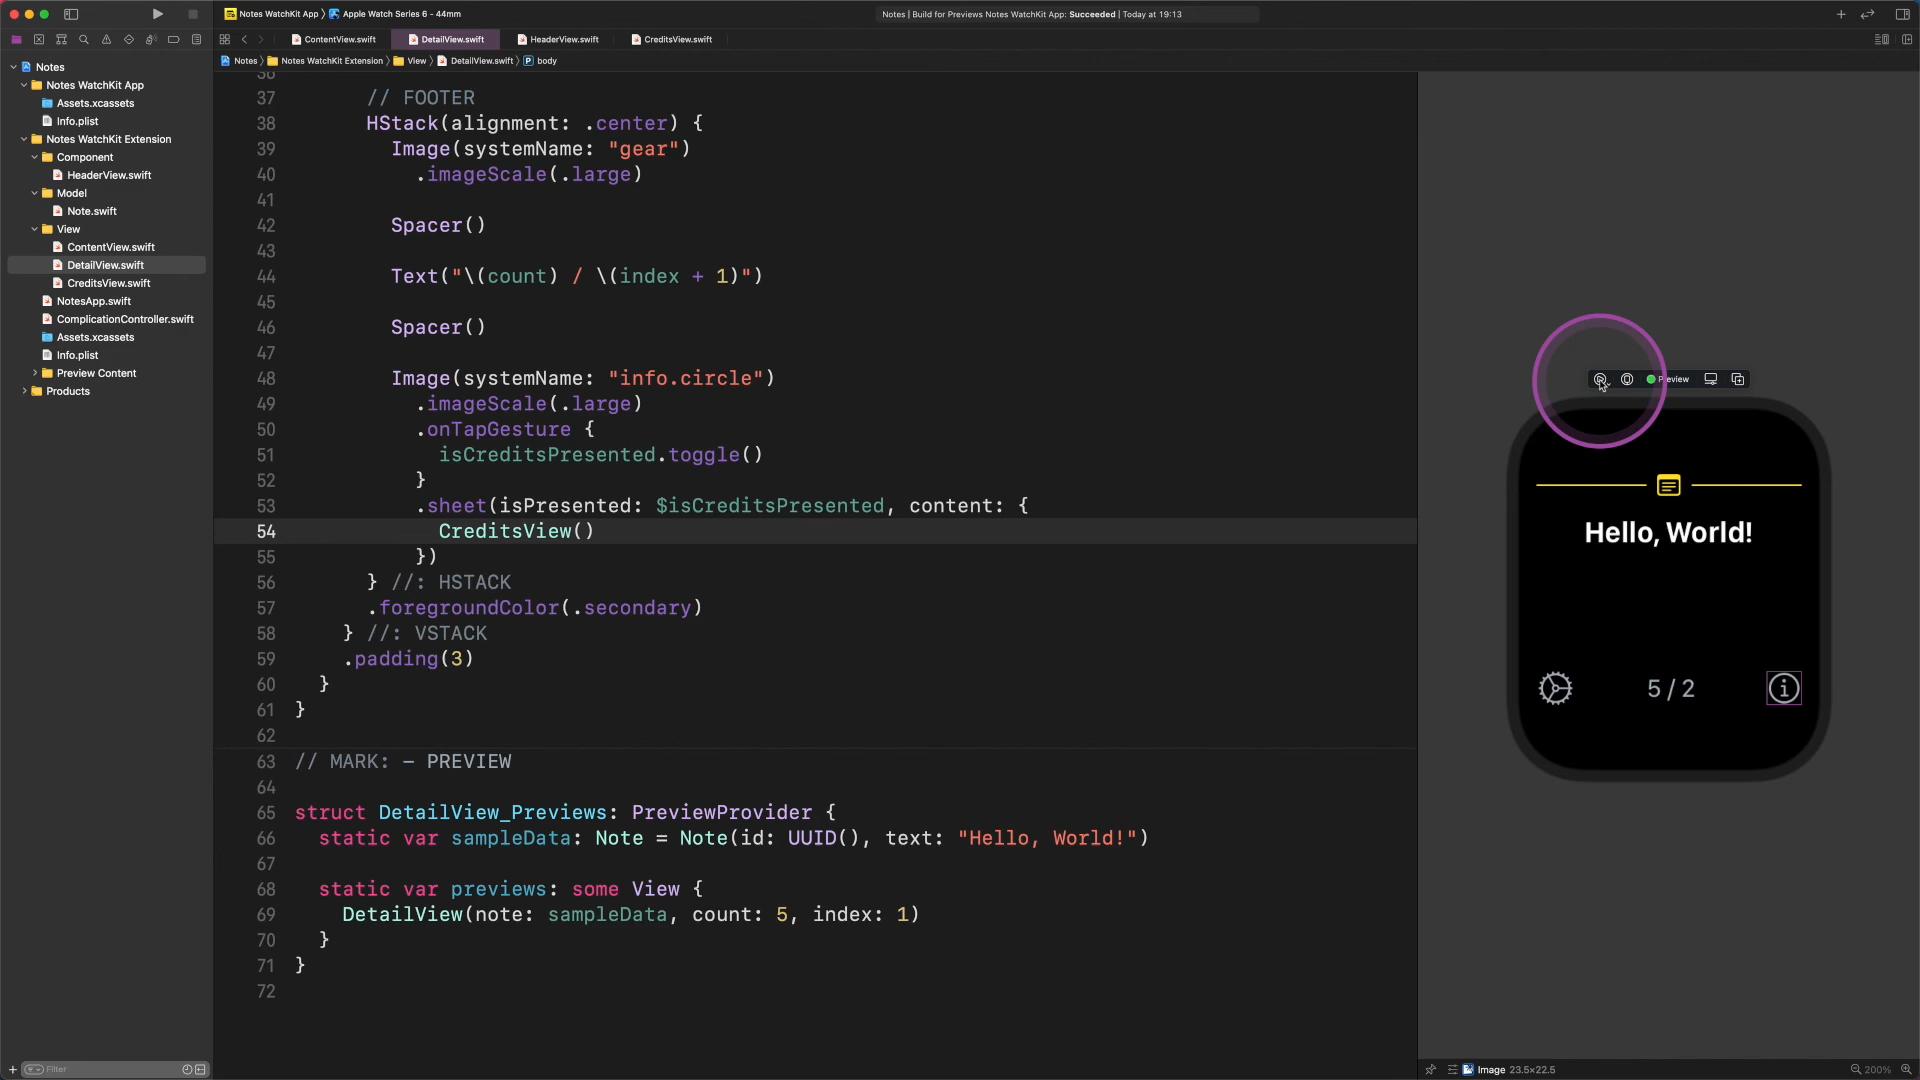 Notes WatchKit App
Apple Watch Series 6 - 44mm
Notes | Build for Previews Notes WatchKit App: Succeeded | Today at 19:13
ContentView.swift
DetailView.swift
HeaderView.swift
CreditsView.swift
Notes
Notes WatchKit Extension
View
DetailView.swift
body
Notes
Notes WatchKit App
Assets.xcassets
Info.plist
Notes WatchKit Extension
Component
HeaderView.swift
Model
Note.swift
View
ContentView.swift
DetailView.swift
CreditsView.swift
NotesApp.swift
ComplicationController.swift
Assets.xcassets
Info.plist
Preview Content
Products
Filter
36
37 // FOOTER
38 HStack(alignment: .center) {
39 Image(systemName: "gear")
40 .imageScale(.large)
41
42 Spacer()
43
44 Text("\(count) / \(index + 1)")
45
46 Spacer()
47
48 Image(systemName: "info.circle")
49 .imageScale(.large)
50 .onTapGesture {
51 isCreditsPresented.toggle()
52 }
53 .sheet(isPresented: $isCreditsPresented, content: {
54 CreditsView()
55 })
56 } //: HSTACK
57 .foregroundColor(.secondary)
58 } //: VSTACK
59 .padding(3)
60 }
61 }
62
63 // MARK: - PREVIEW
64
65 struct DetailView_Previews: PreviewProvider {
66 static var sampleData: Note = Note(id: UUID(), text: "Hello, World!")
67
68 static var previews: some View {
69 DetailView(note: sampleData, count: 5, index: 1)
70 }
71 }
72
Preview
Hello, World!
5 / 2
Image 23.5×22.5
200%